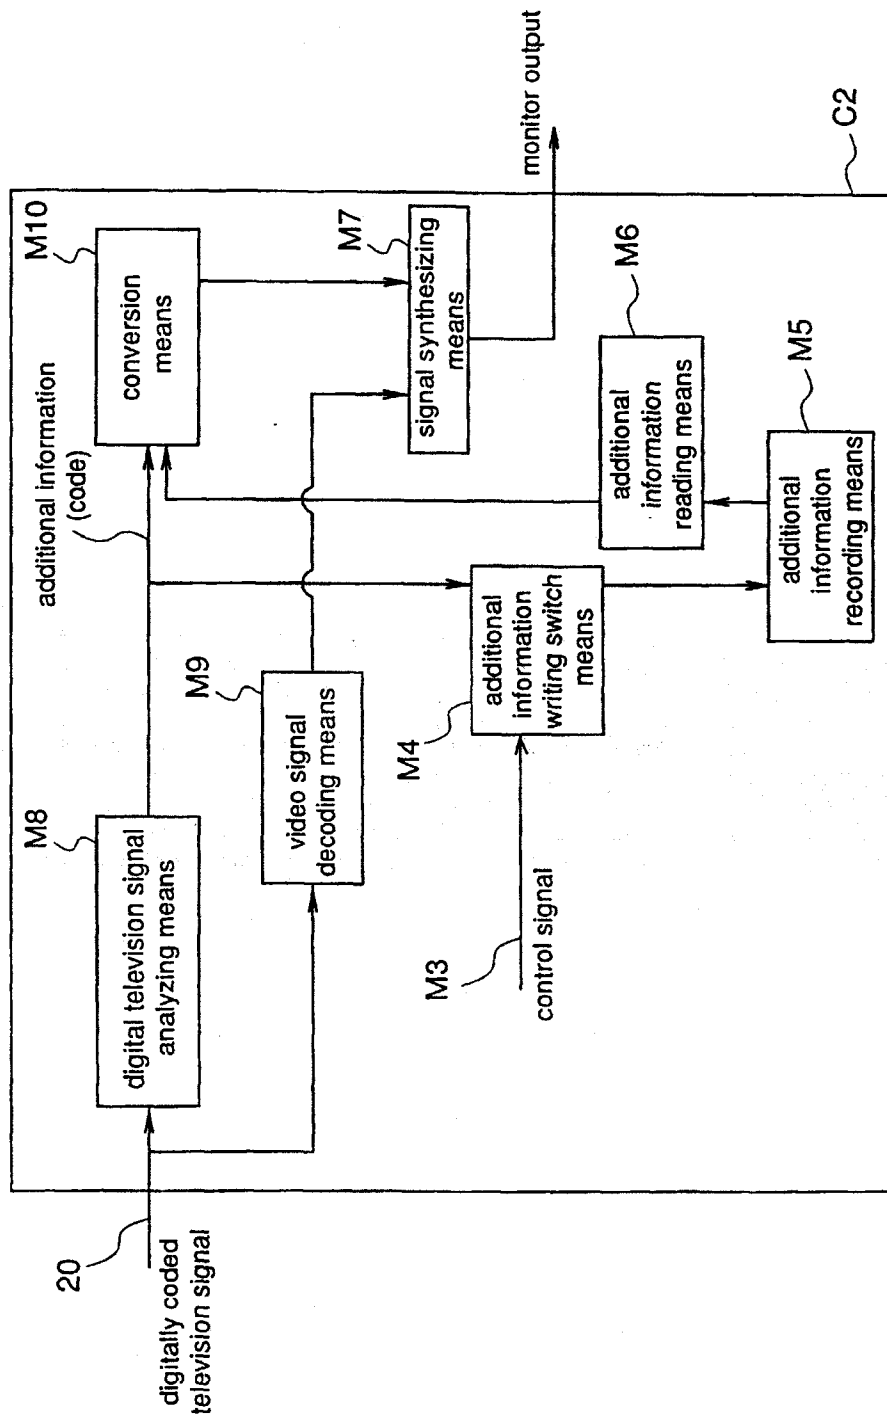 20
digitally coded
television signal
M8
digital television signal
analyzing means
additional information
(code)
M10
conversion
means
M9
video signal
decoding means
M7
signal synthesizing
means
monitor output
M3
control signal
M4
additional
information
writing switch
means
M6
additional
information
reading means
M5
additional
information
recording means
C2